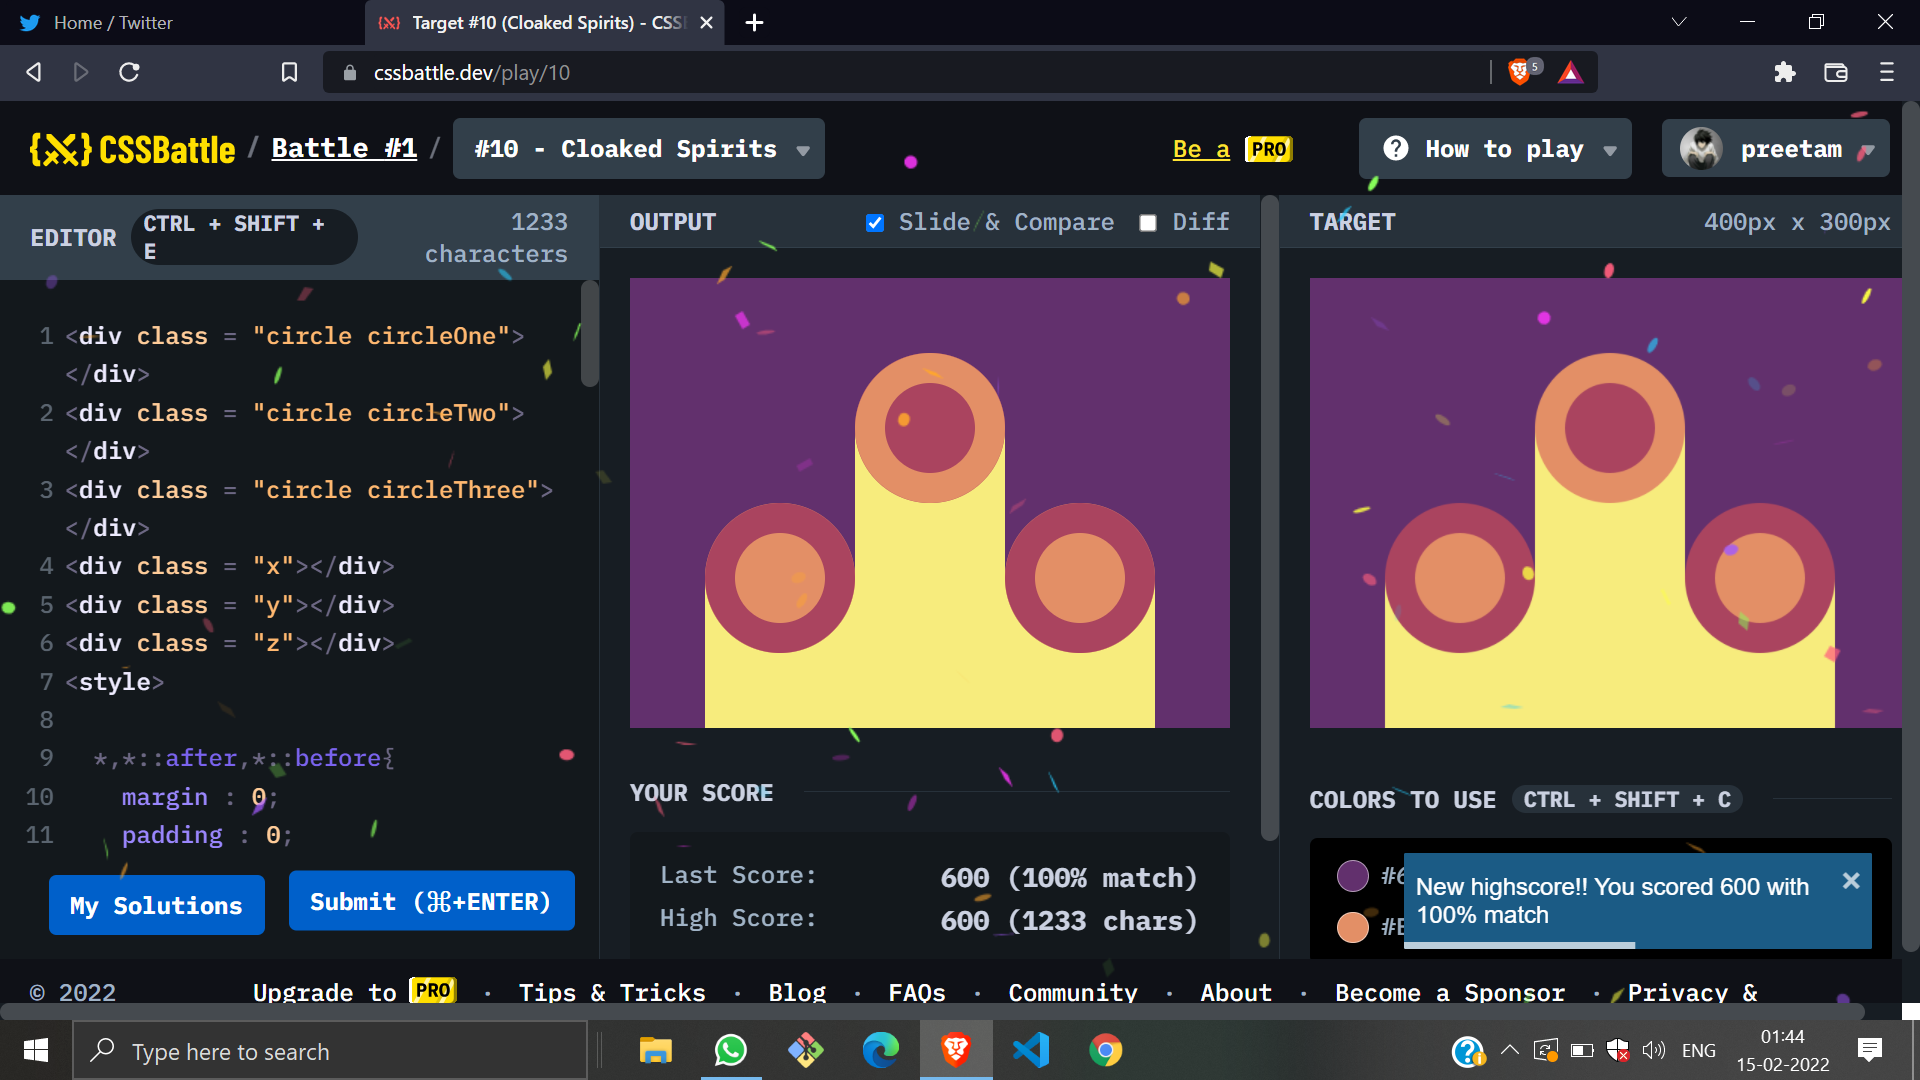 Home / Twitter
Target #10 (Cloaked Spirits) - CSS
cssbattle.dev/play/10
5
CSSBattle / Battle #1 / #10 - Cloaked Spirits
Be a PRO
How to play
preetam
EDITOR CTRL + SHIFT + E
1233 characters
OUTPUT
Slide & Compare
Diff
TARGET
400px x 300px
1 <div class = "circle circleOne">
</div>
2 <div class = "circle circleTwo">
</div>
3 <div class = "circle circleThree">
</div>
4 <div class = "x"></div>
5 <div class = "y"></div>
6 <div class = "z"></div>
7 <style>
8
9 *,*::after,*::before{
10 margin : 0;
11 padding : 0;
My Solutions
Submit (⌘+ENTER)
YOUR SCORE
Last Score: 600 (100% match)
High Score: 600 (1233 chars)
COLORS TO USE CTRL + SHIFT + C
New highscore!! You scored 600 with
100% match
© 2022
Upgrade to PRO · Tips & Tricks · Blog · FAQs · Community · About · Become a Sponsor · Privacy &
Type here to search
ENG
01:44
15-02-2022